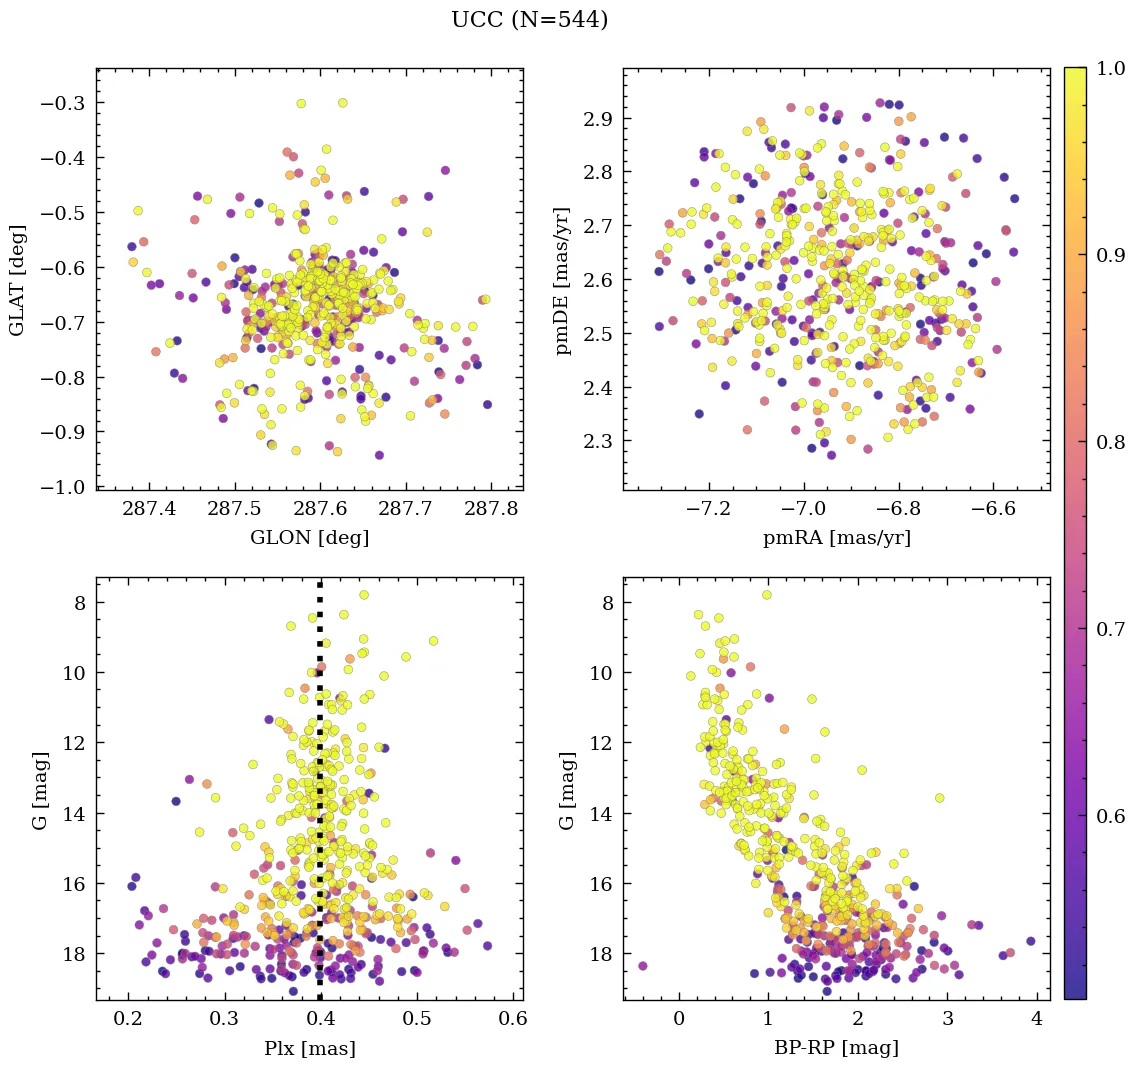 UCC (N=544)
−0.3
−0.4
−0.5
−0.6
−0.7
−0.8
−0.9
−1.0
GLAT [deg]
287.4 287.5 287.6 287.7 287.8
GLON [deg]
2.9
2.8
2.7
2.6
2.5
2.4
2.3
pmDE [mas/yr]
−7.2 −7.0 −6.8 −6.6
pmRA [mas/yr]
1.0
0.9
0.8
0.7
0.6
8
10
12
14
16
18
G [mag]
0.2 0.3 0.4 0.5 0.6
Plx [mas]
8
10
12
14
16
18
G [mag]
0 1 2 3 4
BP-RP [mag]